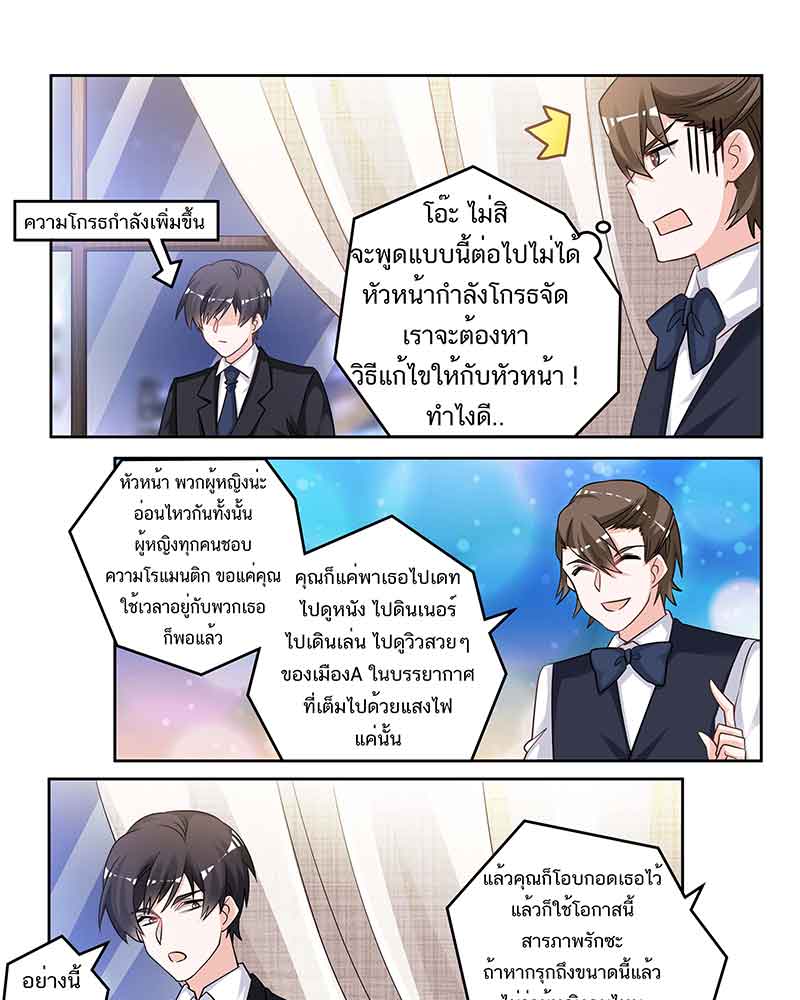 ความโกรธกำลังเพิ่มขึ้น
โอ๊ะ ไม่สิ
จะพูดแบบนี้ต่อไปไม่ได้
หัวหน้ากำลังโกรธจัด
เราจะต้องหา
วิธีแก้ไขให้กับหัวหน้า !
ทำไงดี..
หัวหน้า พวกผู้หญิงน่ะ
อ่อนไหวกันทั้งนั้น
ผู้หญิงทุกคนชอบ
ความโรแมนติก ขอแค่คุณ
ใช้เวลาอยู่กับพวกเธอ
ก็พอแล้ว
คุณก็แค่พาเธอไปเดท
ไปดูหนัง ไปดินเนอร์
ไปเดินเล่น ไปดูวิวสวยๆ
ของเมืองA ในบรรยากาศ
ที่เต็มไปด้วยแสงไฟ
แค่นั้น
แล้วคุณก็โอบกอดเธอไว้
แล้วก็ใช้โอกาสนี้
สารภาพรักซะ
ถ้าหากรุกถึงขนาดนี้แล้ว
อย่างนี้